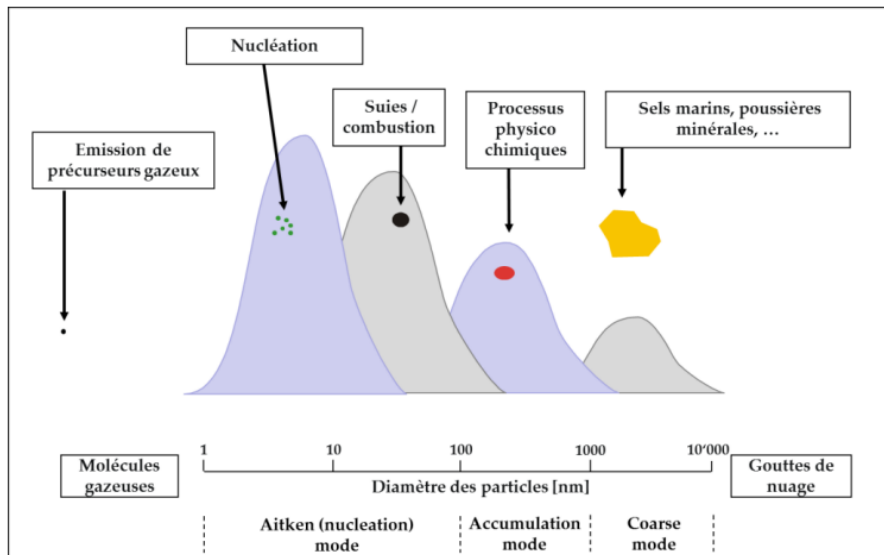 Nucléation
Suies /
combustion
Processus
physico
chimiques
Sels marins, poussières
minérales, ...
Emission de
précurseurs gazeux
1
10
100
1000
10'000
Molécules
gazeuses
Diamètre des particles [nm]
Gouttes de
nuage
Aitken (nucleation)
mode
Accumulation
mode
Coarse
mode